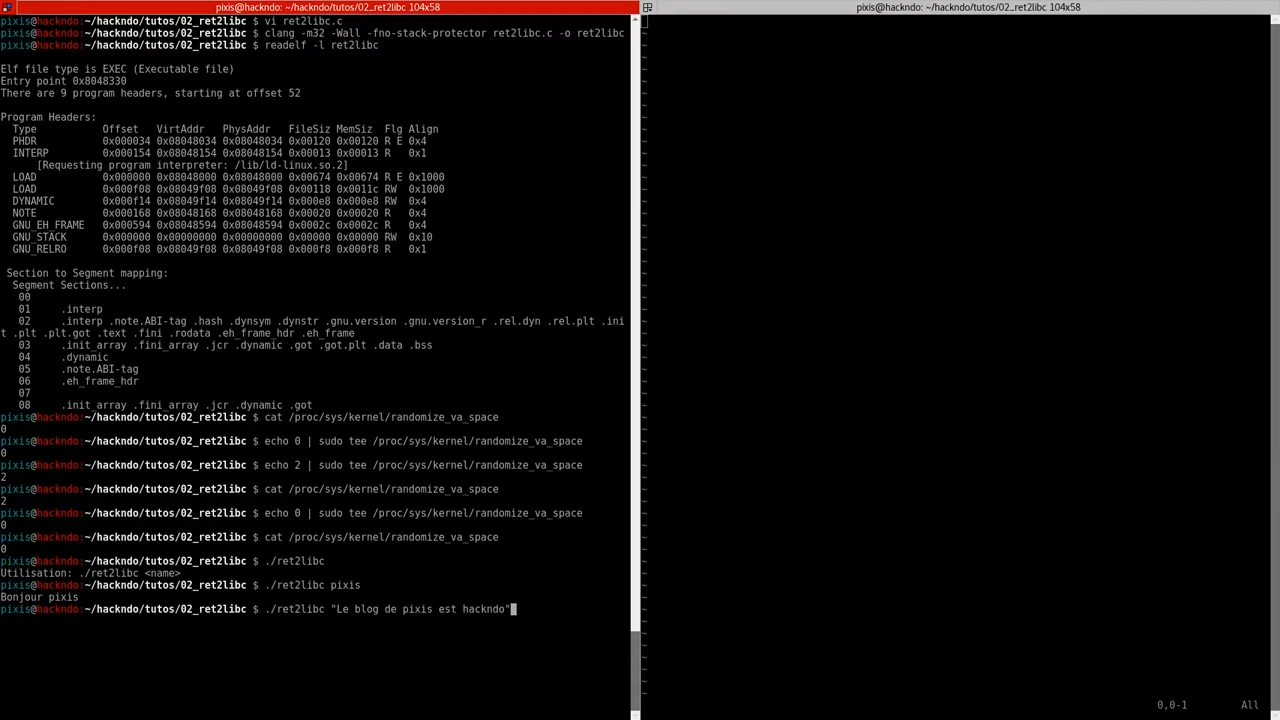 pixis@hackndo: ~/hackndo/tutos/02_ret2libc 104x58
pixis@hackndo:~/hackndo/tutos/02_ret2libc $ vi ret2libc.c
pixis@hackndo:~/hackndo/tutos/02_ret2libc $ clang -m32 -Wall -fno-stack-protector ret2libc.c -o ret2libc
pixis@hackndo:~/hackndo/tutos/02_ret2libc $ readelf -l ret2libc
Elf file type is EXEC (Executable file)
Entry point 0x8048330
There are 9 program headers, starting at offset 52
Program Headers:
Type Offset VirtAddr PhysAddr FileSiz MemSiz Flg Align
PHDR 0x000034 0x08048034 0x08048034 0x00120 0x00120 R E 0x4
INTERP 0x000154 0x08048154 0x08048154 0x00013 0x00013 R 0x1
[Requesting program interpreter: /lib/ld-linux.so.2]
LOAD 0x000000 0x08048000 0x08048000 0x00674 0x00674 R E 0x1000
LOAD 0x000f08 0x08049f08 0x08049f08 0x00118 0x0011c RW 0x1000
DYNAMIC 0x000f14 0x08049f14 0x08049f14 0x000e8 0x000e8 RW 0x4
NOTE 0x000168 0x08048168 0x08048168 0x00020 0x00020 R 0x4
GNU_EH_FRAME 0x000594 0x08048594 0x08048594 0x0002c 0x0002c R 0x4
GNU_STACK 0x000000 0x00000000 0x00000000 0x00000 0x00000 RW 0x10
GNU_RELRO 0x000f08 0x08049f08 0x08049f08 0x000f8 0x000f8 R 0x1
Section to Segment mapping:
Segment Sections...
00
01 .interp
02 .interp .note.ABI-tag .hash .dynsym .dynstr .gnu.version .gnu.version_r .rel.dyn .rel.plt .ini
t .plt .plt.got .text .fini .rodata .eh_frame_hdr .eh_frame
03 .init_array .fini_array .jcr .dynamic .got .got.plt .data .bss
04 .dynamic
05 .note.ABI-tag
06 .eh_frame_hdr
07
08 .init_array .fini_array .jcr .dynamic .got
pixis@hackndo:~/hackndo/tutos/02_ret2libc $ cat /proc/sys/kernel/randomize_va_space
0
pixis@hackndo:~/hackndo/tutos/02_ret2libc $ echo 0 | sudo tee /proc/sys/kernel/randomize_va_space
0
pixis@hackndo:~/hackndo/tutos/02_ret2libc $ echo 2 | sudo tee /proc/sys/kernel/randomize_va_space
2
pixis@hackndo:~/hackndo/tutos/02_ret2libc $ cat /proc/sys/kernel/randomize_va_space
2
pixis@hackndo:~/hackndo/tutos/02_ret2libc $ echo 0 | sudo tee /proc/sys/kernel/randomize_va_space
0
pixis@hackndo:~/hackndo/tutos/02_ret2libc $ cat /proc/sys/kernel/randomize_va_space
0
pixis@hackndo:~/hackndo/tutos/02_ret2libc $ ./ret2libc
Utilisation: ./ret2libc <name>
pixis@hackndo:~/hackndo/tutos/02_ret2libc $ ./ret2libc pixis
Bonjour pixis
pixis@hackndo:~/hackndo/tutos/02_ret2libc $ ./ret2libc "Le blog de pixis est hackndo"
pixis@hackndo: ~/hackndo/tutos/02_ret2libc 104x58
0,0-1 All